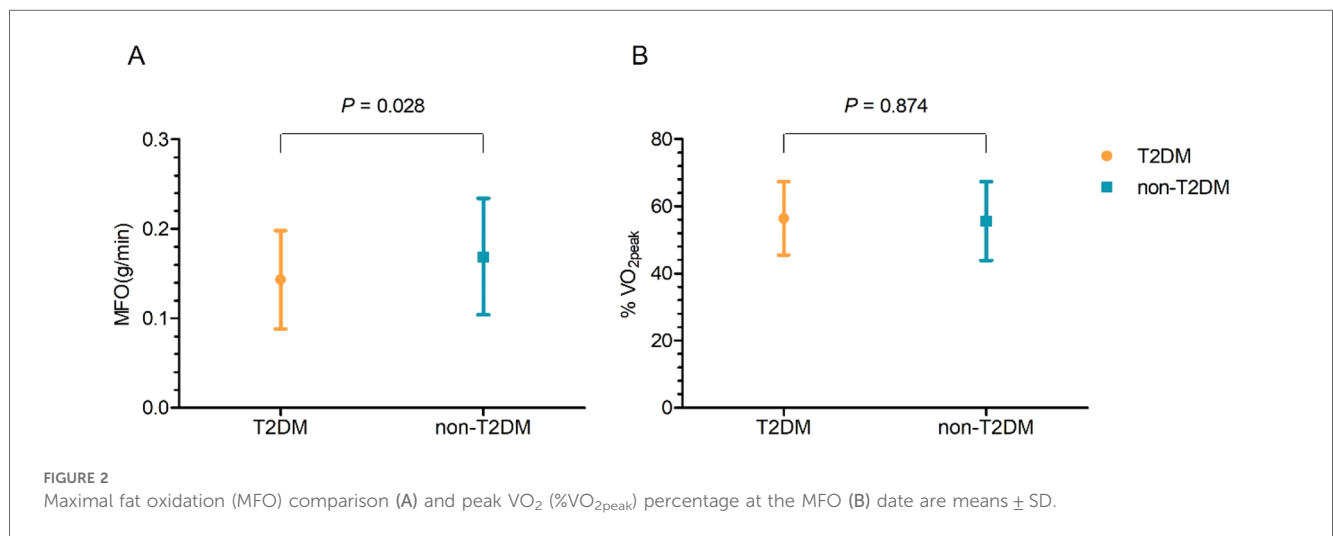 A
P = 0.028
0.3
0.2
0.1
0.0
MFO(g/min)
T2DM
non-T2DM
B
P = 0.874
80
60
40
20
0
% VO2peak
T2DM
non-T2DM
T2DM
non-T2DM
FIGURE 2
Maximal fat oxidation (MFO) comparison (A) and peak VO2 (%VO2peak) percentage at the MFO (B) date are means ± SD.